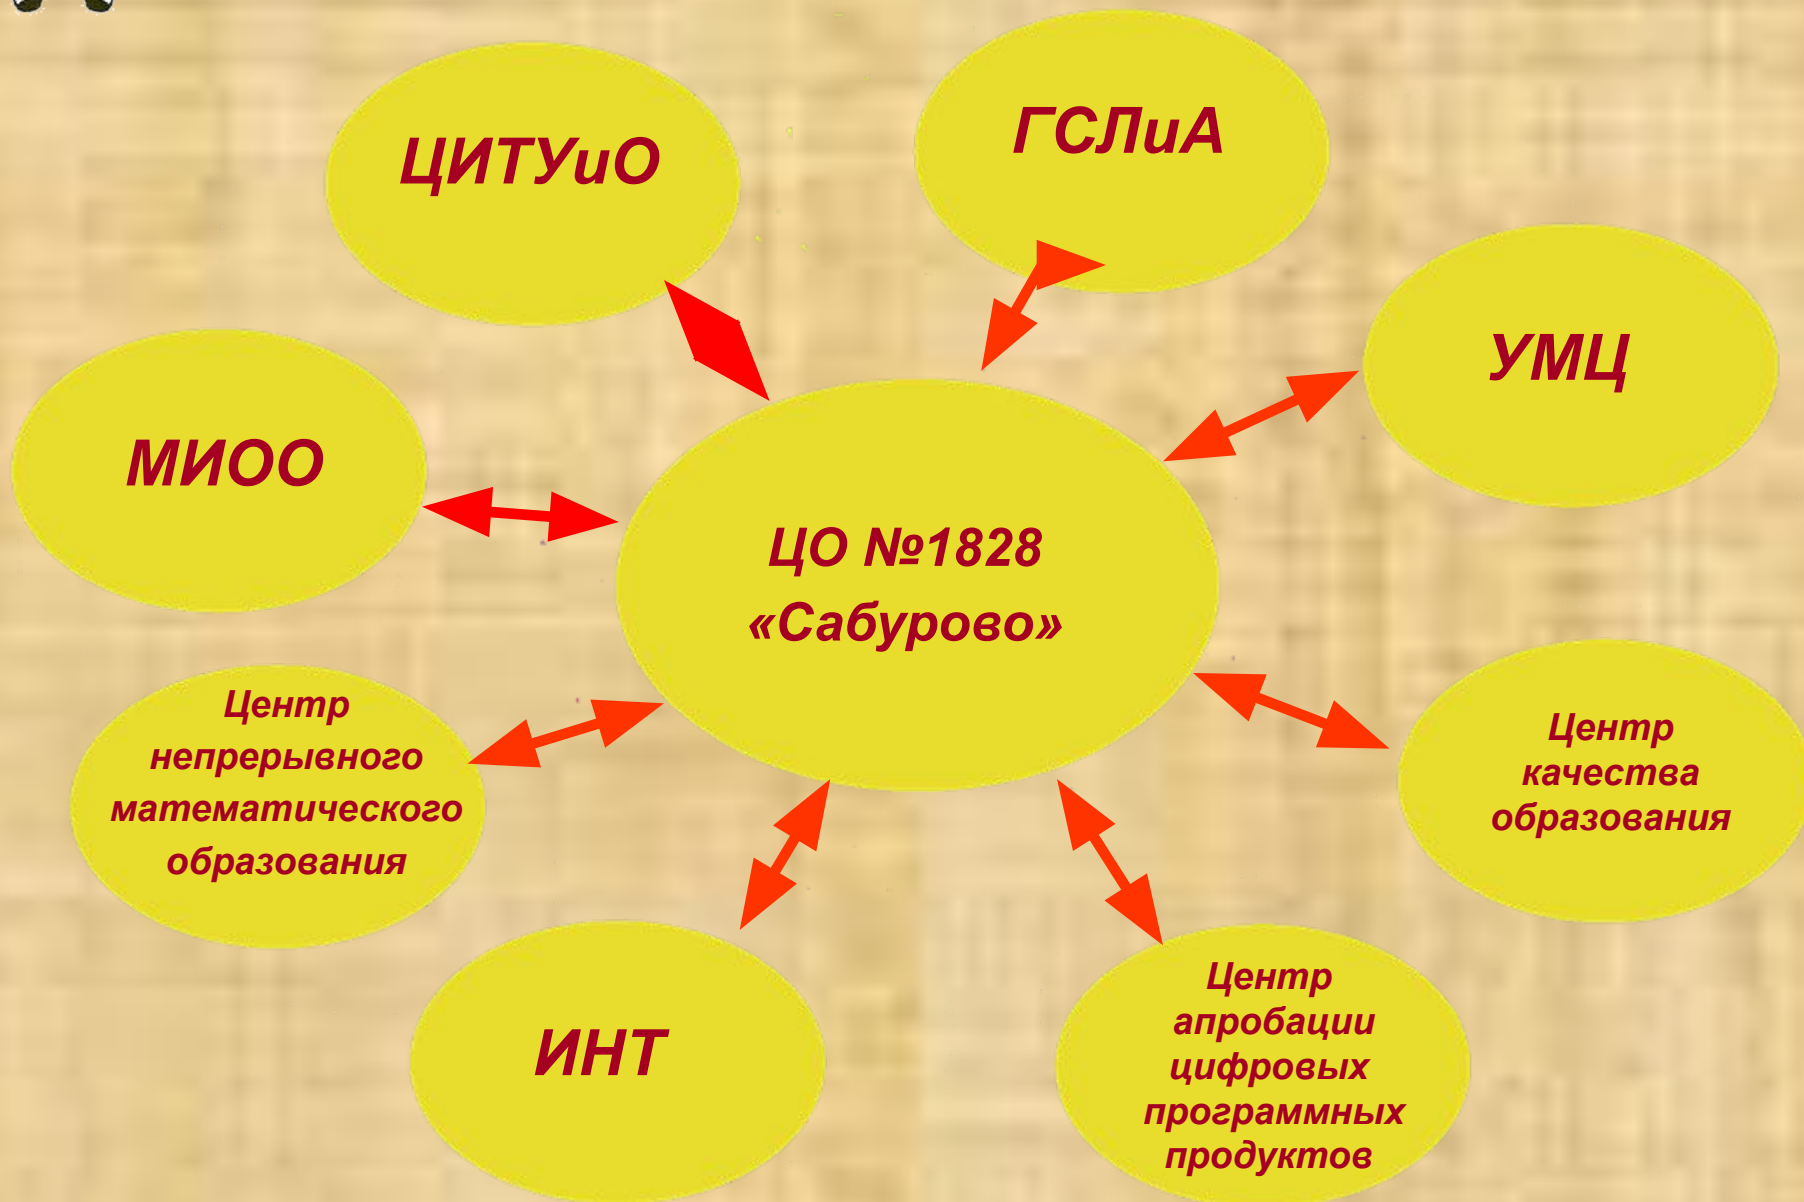 ЦИТУиО
ГСЛиА
УМЦ
МИОО
ЦО №1828
«Сабурово»
Центр
непрерывного
математического
образования
Центр
качества
образования
ИНТ
Центр
апробации
цифровых
программных
продуктов